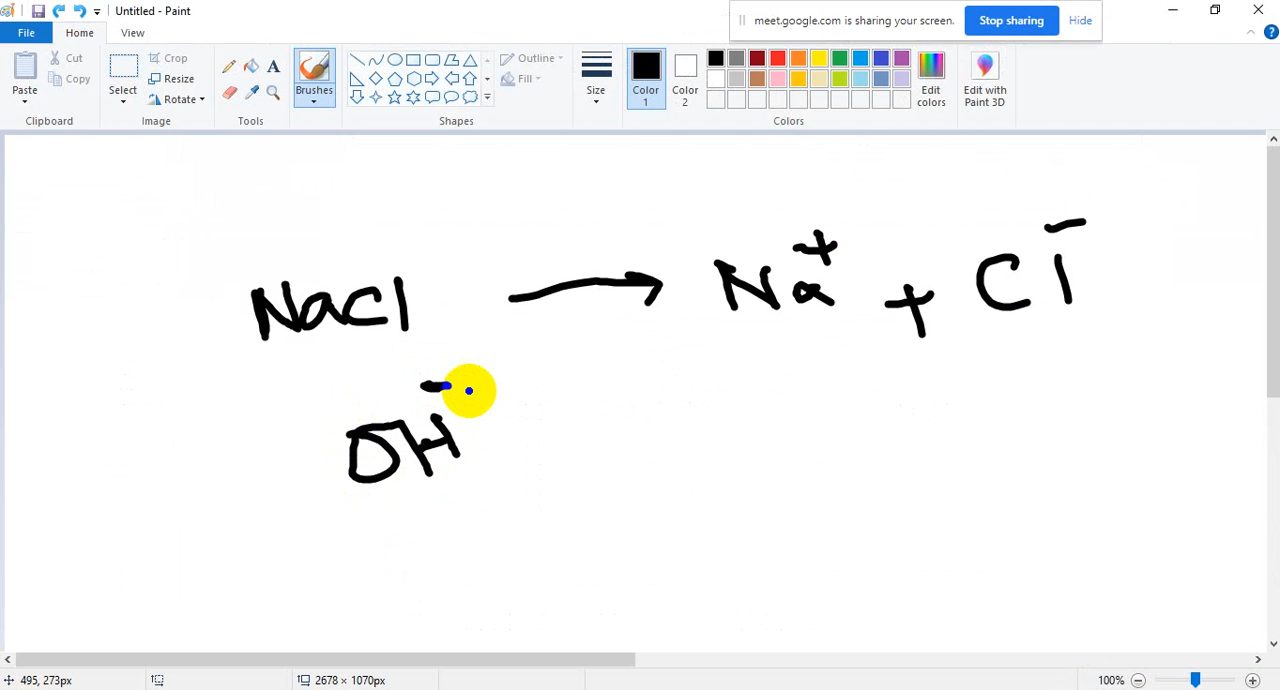 Untitled - Paint
meet.google.com is sharing your screen. Stop sharing Hide
File Home View
Paste Cut Copy Clipboard
Select Crop Resize Rotate Image
Tools
Brushes
Shapes Outline Fill
Size
Color 1
Color 2
Edit colors
Colors
Edit with Paint 3D
NaCl → Na⁺ + Cl⁻
OH⁻
495, 273px 2678 × 1070px 100%